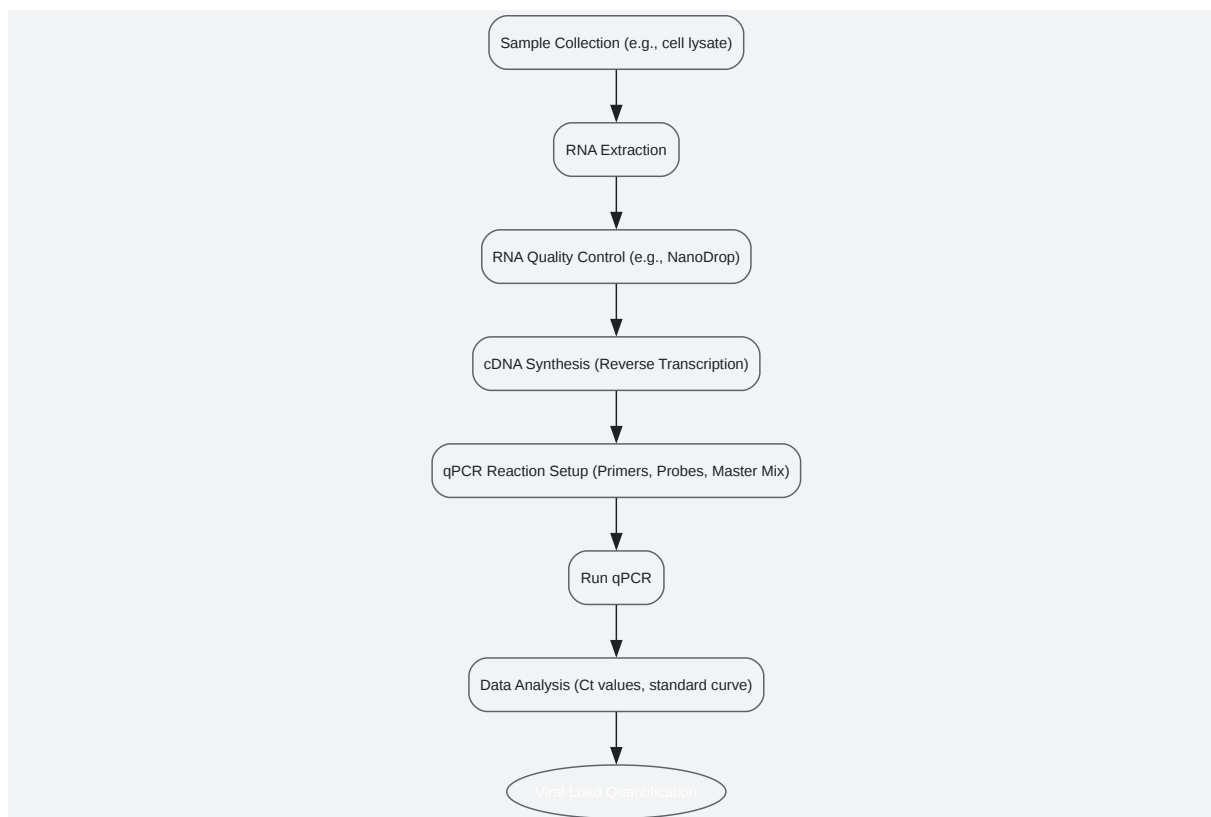 Sample Collection (e.g., cell lysate)
RNA Extraction
RNA Quality Control (e.g., NanoDrop)
cDNA Synthesis (Reverse Transcription)
qPCR Reaction Setup (Primers, Probes, Master Mix)
Run qPCR
Data Analysis (Ct values, standard curve)
Viral Load Quantification